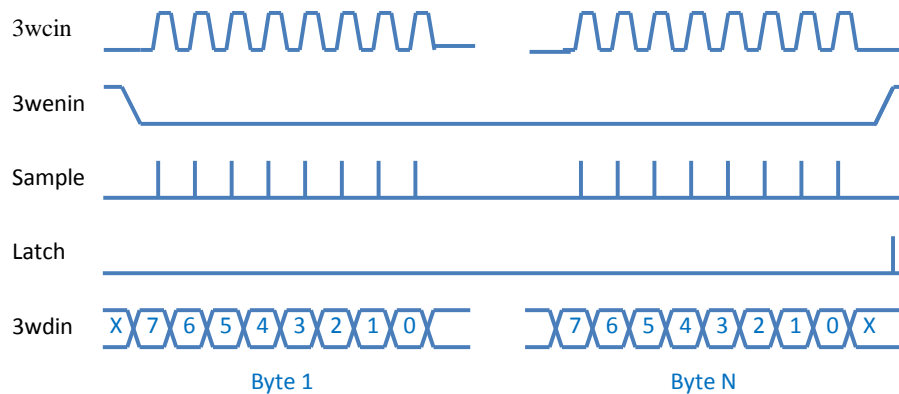 3wcin
3wenin
Sample
Latch
3wdin X 7 6 5 4 3 2 1 0 7 6 5 4 3 2 1 0 X
Byte 1 Byte N